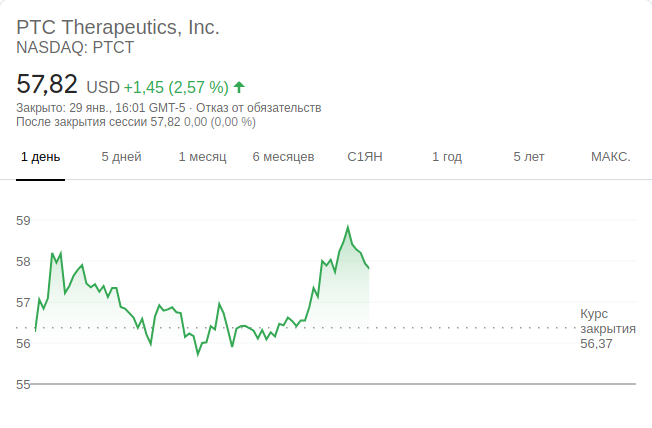 PTC Therapeutics, Inc.
NASDAQ: PTCT
57,82 USD +1,45 (2,57 %)
Закрыто: 29 янв., 16:01 GMT-5 · Отказ от обязательств
После закрытия сессии 57,82 0,00 (0,00 %)
1 день 5 дней 1 месяц 6 месяцев С1ЯН 1 год 5 лет МАКС.
59
58
57
Курс
закрытия
56,37
56
55